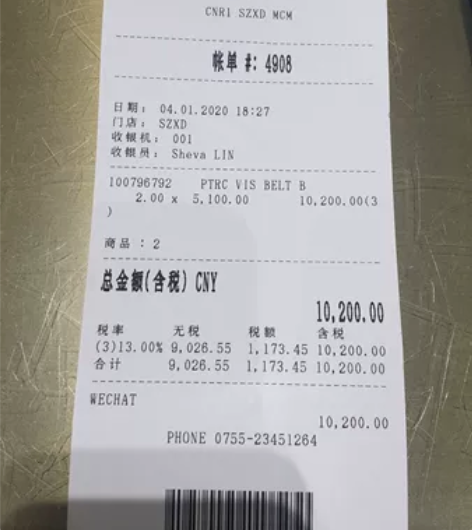 CNR1 SZXD MCM
帐单 #: 4908
日期： 04.01.2020 18:27
门店： SZXD
收银机： 001
收银员： Sheva LIN
100796792 PTRC VIS BELT B
2.00 x 5,100.00 10,200.00(3
)
商品 : 2
总金额(含税) CNY
10,200.00
税率 无税 税额 含税
(3)13.00% 9,026.55 1,173.45 10,200.00
合计 9,026.55 1,173.45 10,200.00
WECHAT
10,200.00
PHONE 0755-23451264